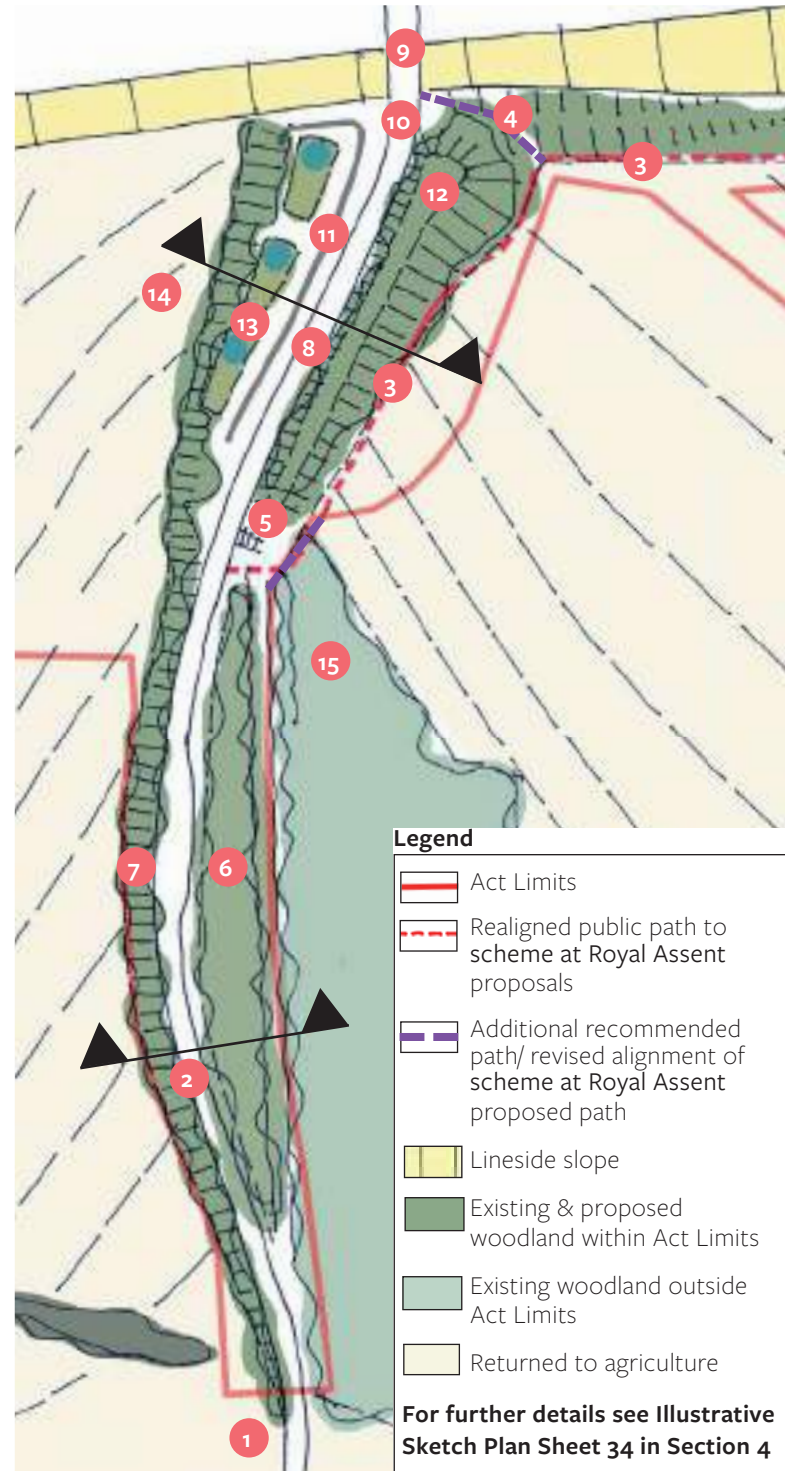 9
10
4
3
12
11
14
13
8
3
5
15
6
7
2
1
Legend
Act Limits
Realigned public path to
scheme at Royal Assent
proposals
Additional recommended
path/ revised alignment of
scheme at Royal Assent
proposed path
Lineside slope
Existing & proposed
woodland within Act Limits
Existing woodland outside
Act Limits
Returned to agriculture
For further details see Illustrative
Sketch Plan Sheet 34 in Section 4